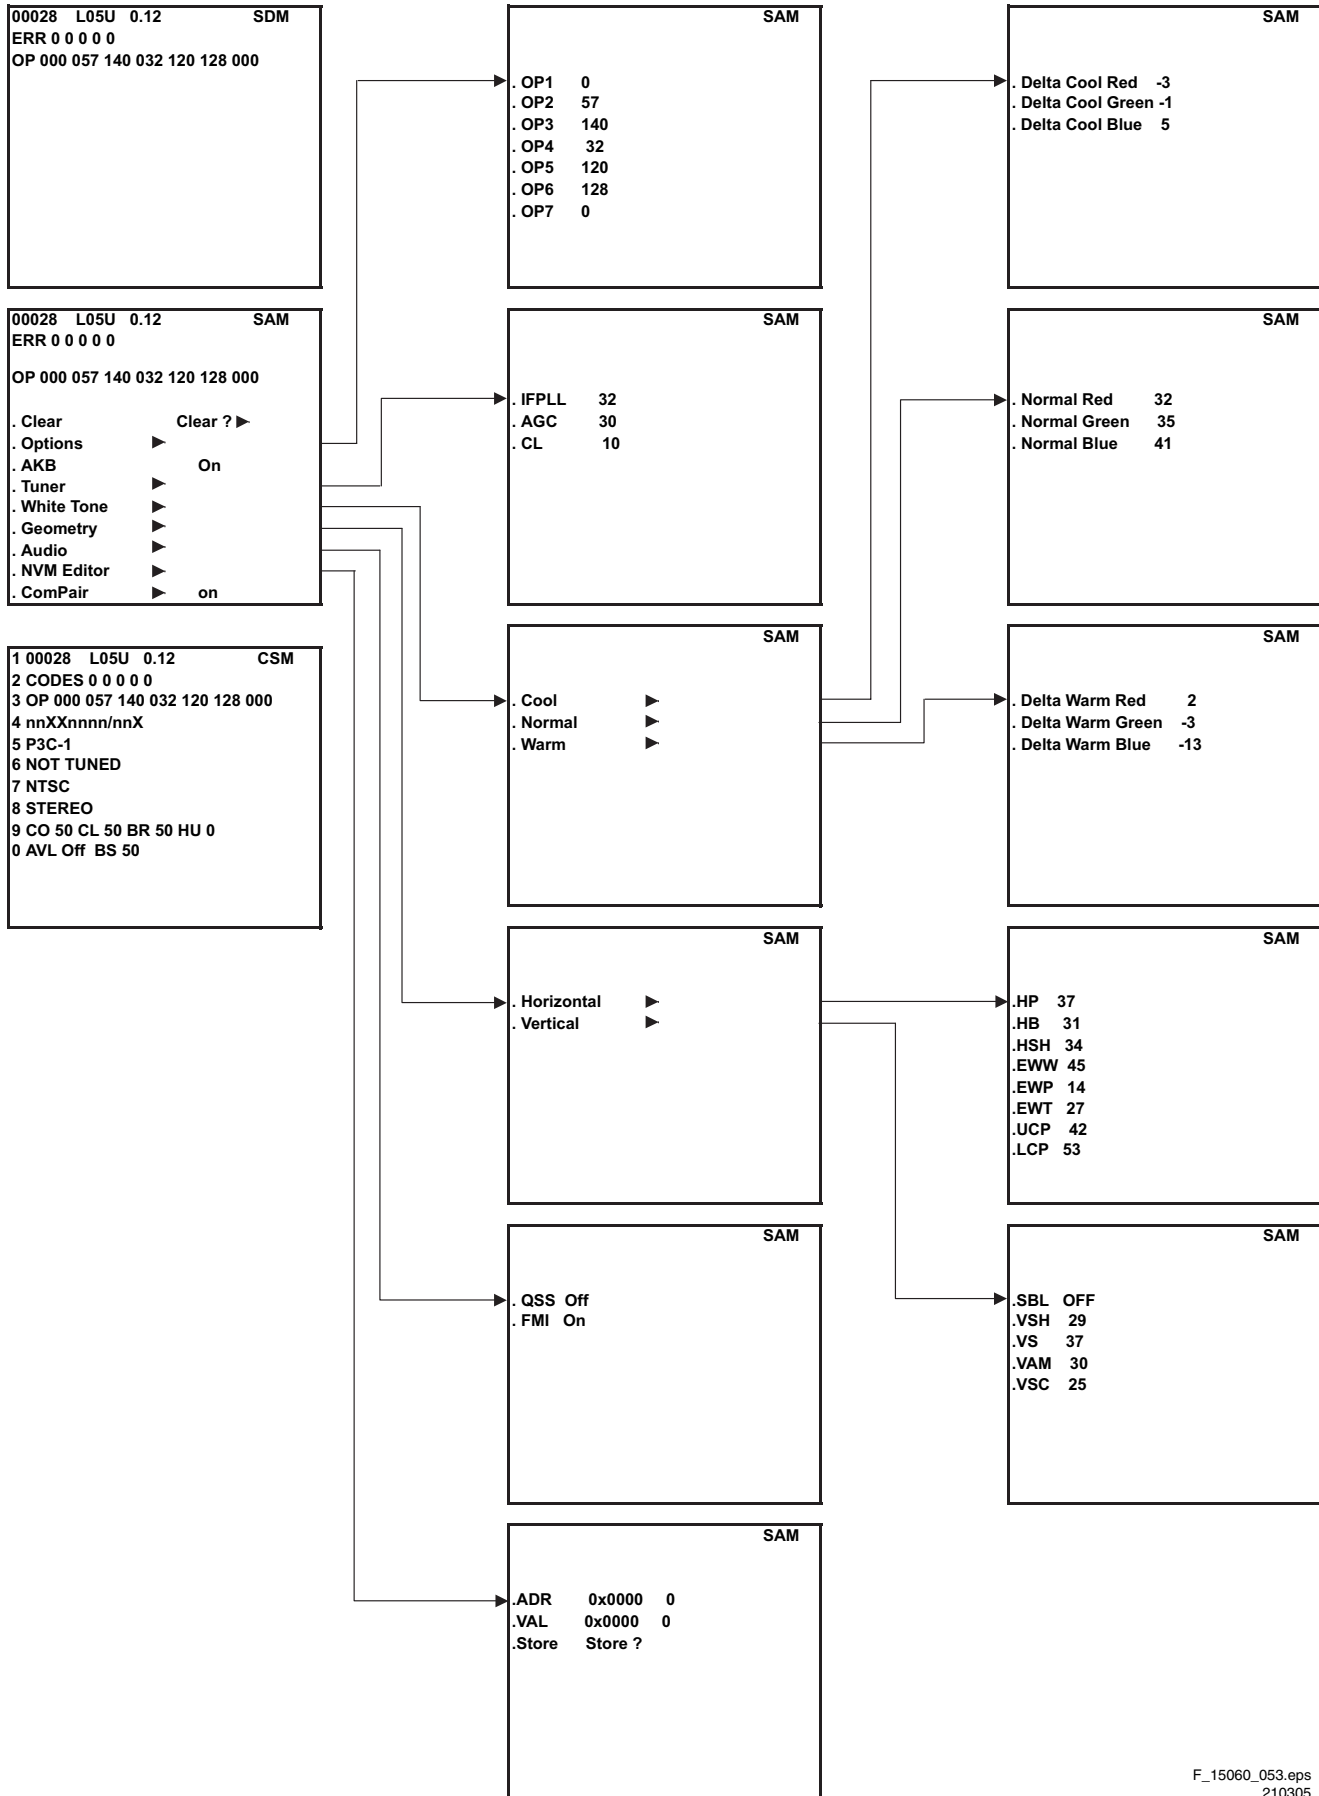 00028 L05U 0.12 SDM
ERR 0 0 0 0 0
OP 000 057 140 032 120 128 000
00028 L05U 0.12 SAM
ERR 0 0 0 0 0
OP 000 057 140 032 120 128 000
. Clear Clear ?
. Options
. AKB On
. Tuner
. White Tone
. Geometry
. Audio
. NVM Editor
. ComPair on
1 00028 L05U 0.12 CSM
2 CODES 0 0 0 0 0
3 OP 000 057 140 032 120 128 000
4 nnXXnnnn/nnX
5 P3C-1
6 NOT TUNED
7 NTSC
8 STEREO
9 CO 50 CL 50 BR 50 HU 0
0 AVL Off BS 50
SAM
. OP1 0
. OP2 57
. OP3 140
. OP4 32
. OP5 120
. OP6 128
. OP7 0
SAM
. IFPLL 32
. AGC 30
. CL 10
SAM
. Cool
. Normal
. Warm
SAM
. Horizontal
. Vertical
SAM
. QSS Off
. FMI On
SAM
.ADR 0x0000 0
.VAL 0x0000 0
.Store Store ?
SAM
. Delta Cool Red -3
. Delta Cool Green -1
. Delta Cool Blue 5
SAM
. Normal Red 32
. Normal Green 35
. Normal Blue 41
SAM
. Delta Warm Red 2
. Delta Warm Green -3
. Delta Warm Blue -13
SAM
.HP 37
.HB 31
.HSH 34
.EWW 45
.EWP 14
.EWT 27
.UCP 42
.LCP 53
SAM
.SBL OFF
.VSH 29
.VS 37
.VAM 30
.VSC 25
F_15060_053.eps
210305